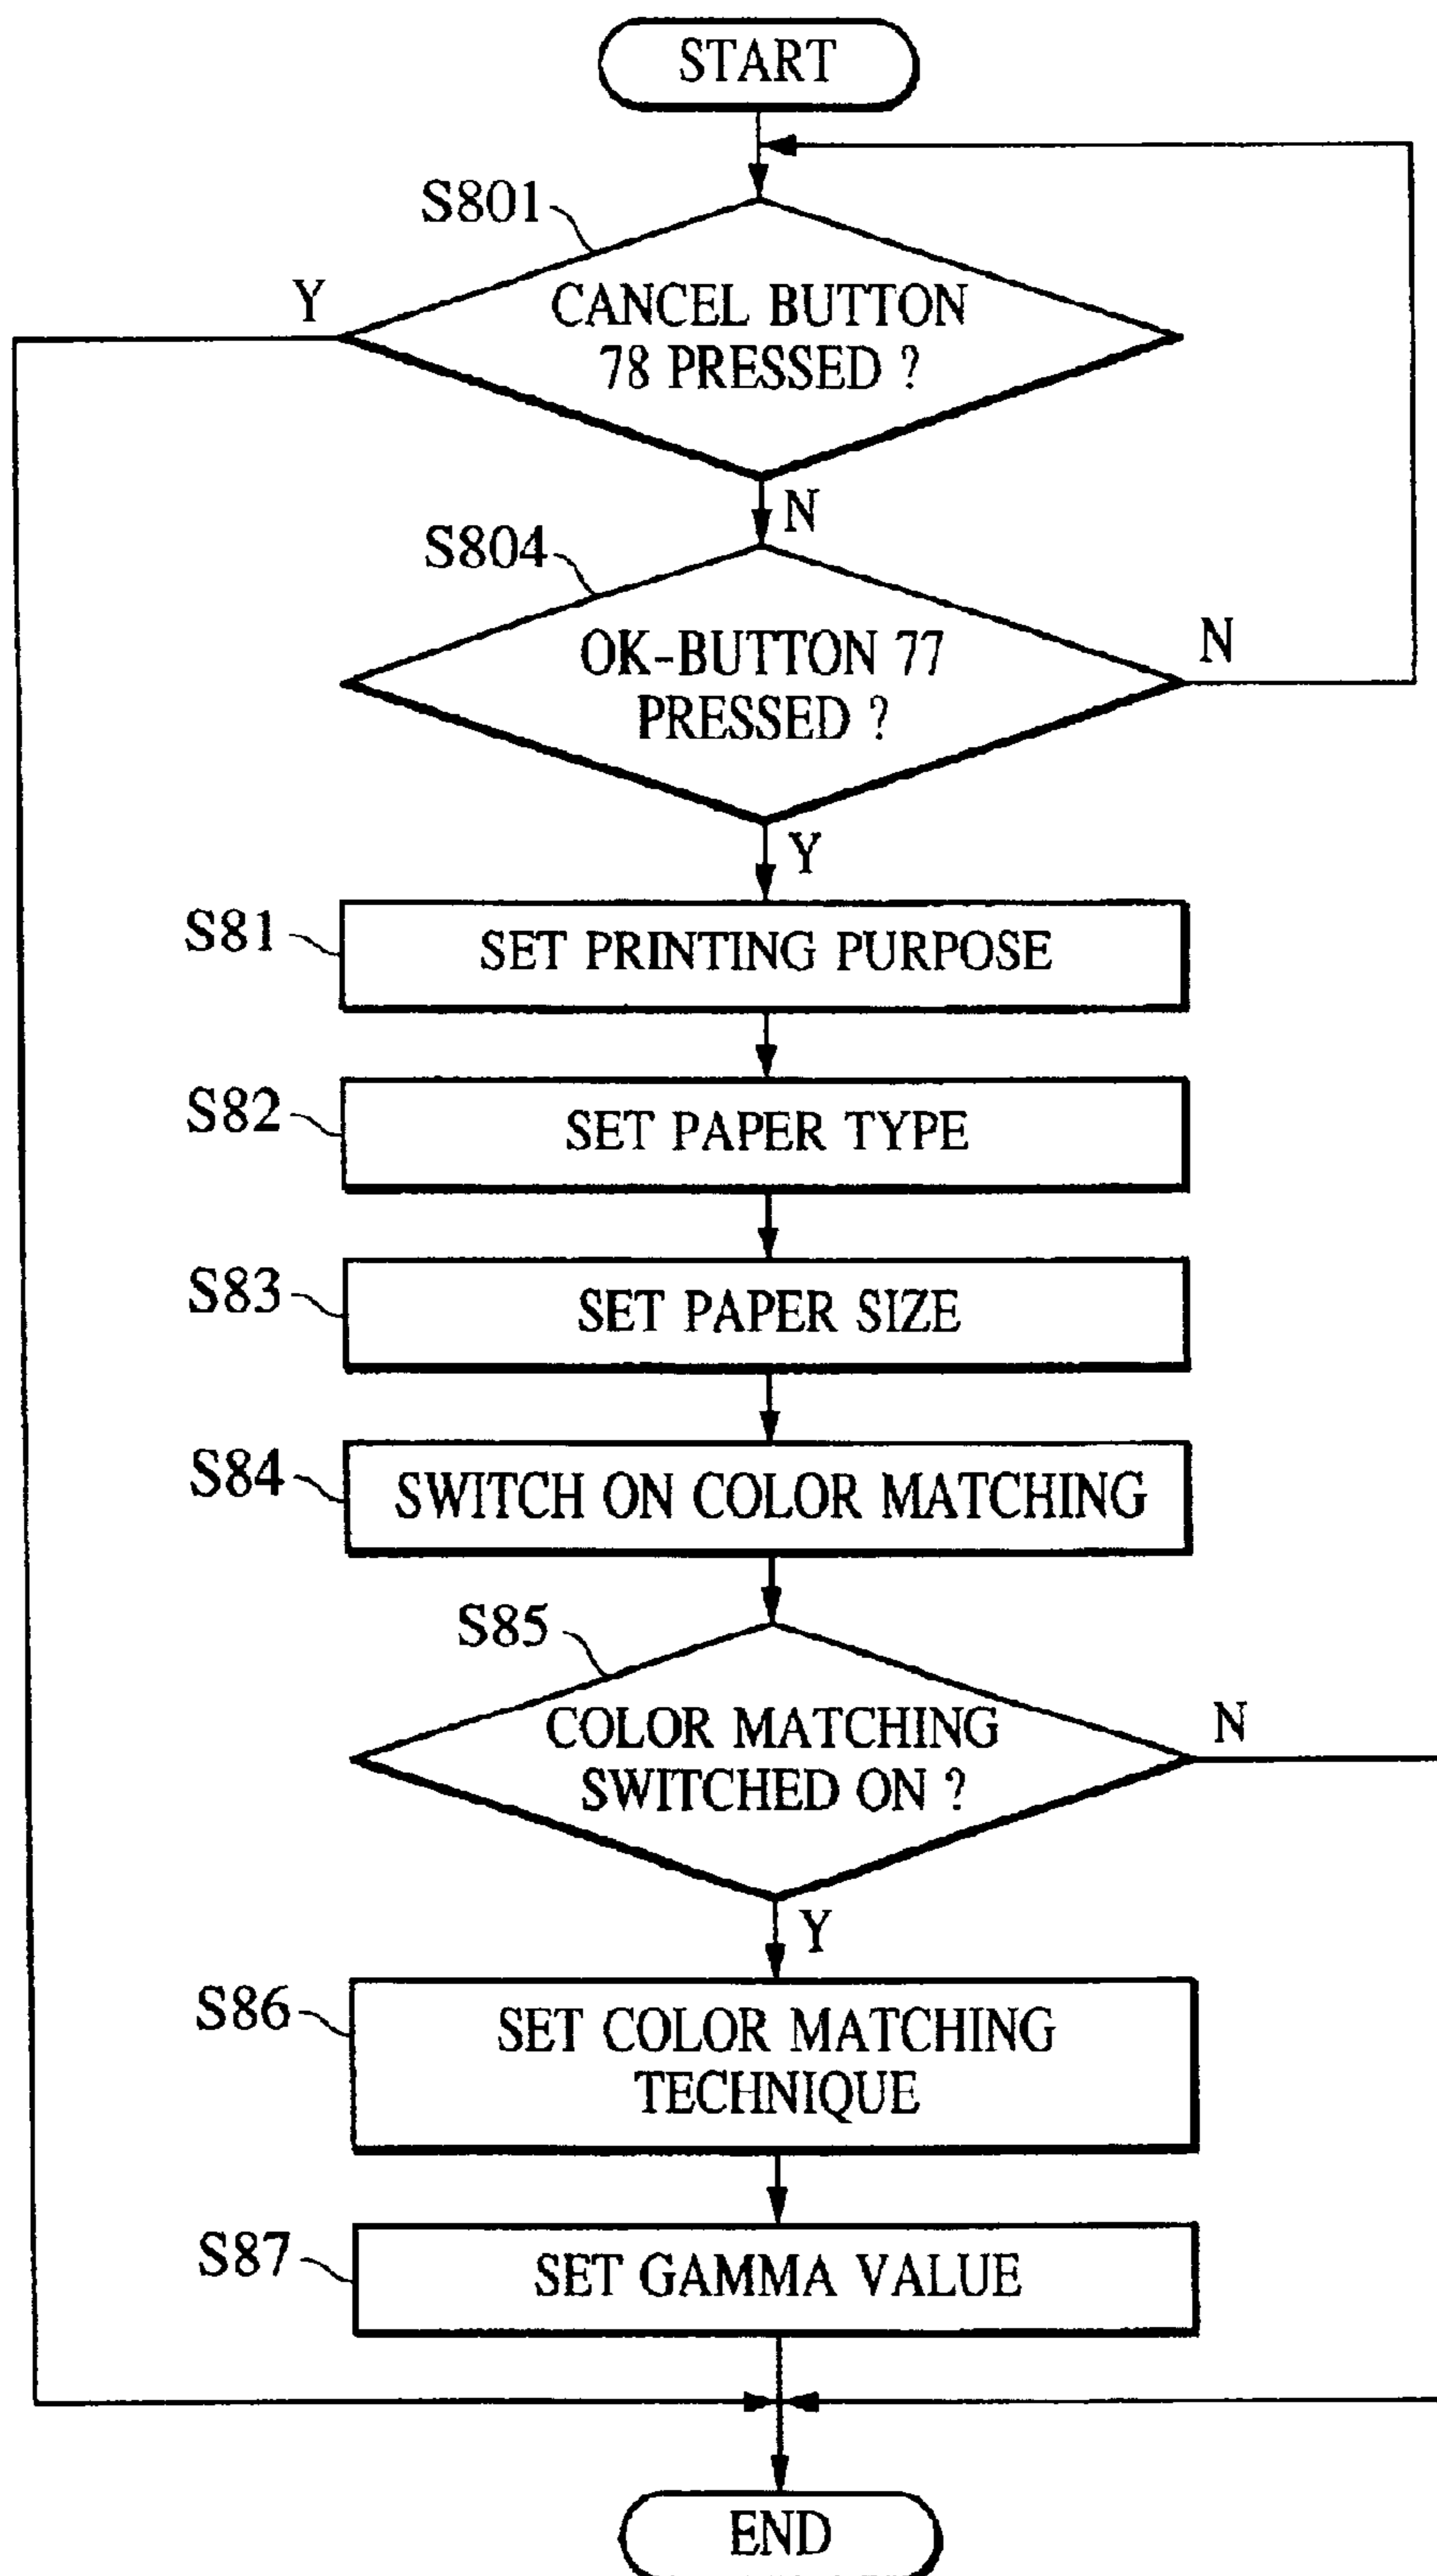 START
S801
Y
CANCEL BUTTON
78 PRESSED ?
N
S804
OK-BUTTON 77
PRESSED ?
N
Y
S81
SET PRINTING PURPOSE
S82
SET PAPER TYPE
S83
SET PAPER SIZE
S84
SWITCH ON COLOR MATCHING
S85
COLOR MATCHING
SWITCHED ON ?
N
Y
S86
SET COLOR MATCHING
TECHNIQUE
S87
SET GAMMA VALUE
END